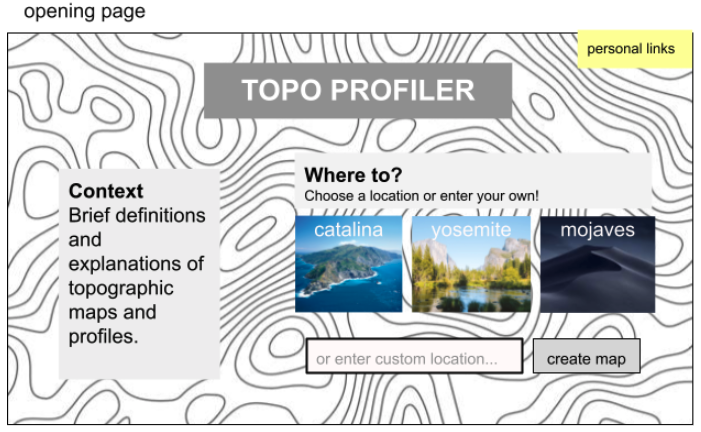 opening page
personal links
TOPO PROFILER
Context
Brief definitions
and
explanations of
topographic
maps and
profiles.
Where to?
Choose a location or enter your own!
catalina
yosemite
mojaves
or enter custom location...
create map